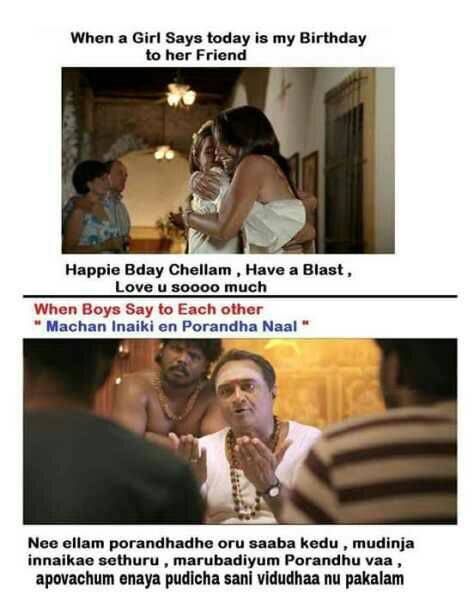 When a Girl Says today is my Birthday
to her Friend
Happie Bday Chellam , Have a Blast ,
Love u soooo much
When Boys Say to Each other
" Machan Inaiki en Porandha Naal "
Nee ellam porandhadhe oru saaba kedu , mudinja
innaikae sethuru , marubadiyum Porandhu vaa ,
apovachum enaya pudicha sani vidudhaa nu pakalam